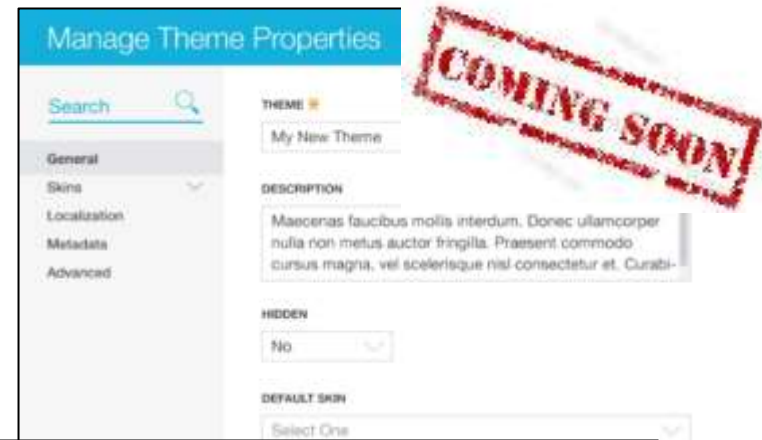 Manage Theme Properties
COMING SOON
Search
General
Skins
Localization
Metadata
Advanced
THEME
My New Theme
DESCRIPTION
Maecenas faucibus mollis interdum. Donec ullamcorper
nulla non metus auctor fringilla. Praesent commodo
cursus magna, vel scelerisque nisl consectetur et. Curabi-
HIDDEN
No
DEFAULT SKIN
Select One